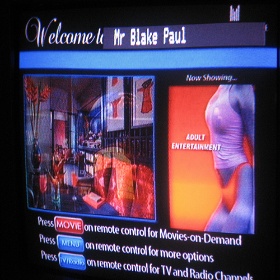 Welcome to
Mr Blake Paul
Now Showing...
ADULT
ENTERTAINMENT
Press MOVIE on remote control for Movies-on-Demand
Press MENU on remote control for more options
Press TV/Radio on remote control for TV and Radio Channels